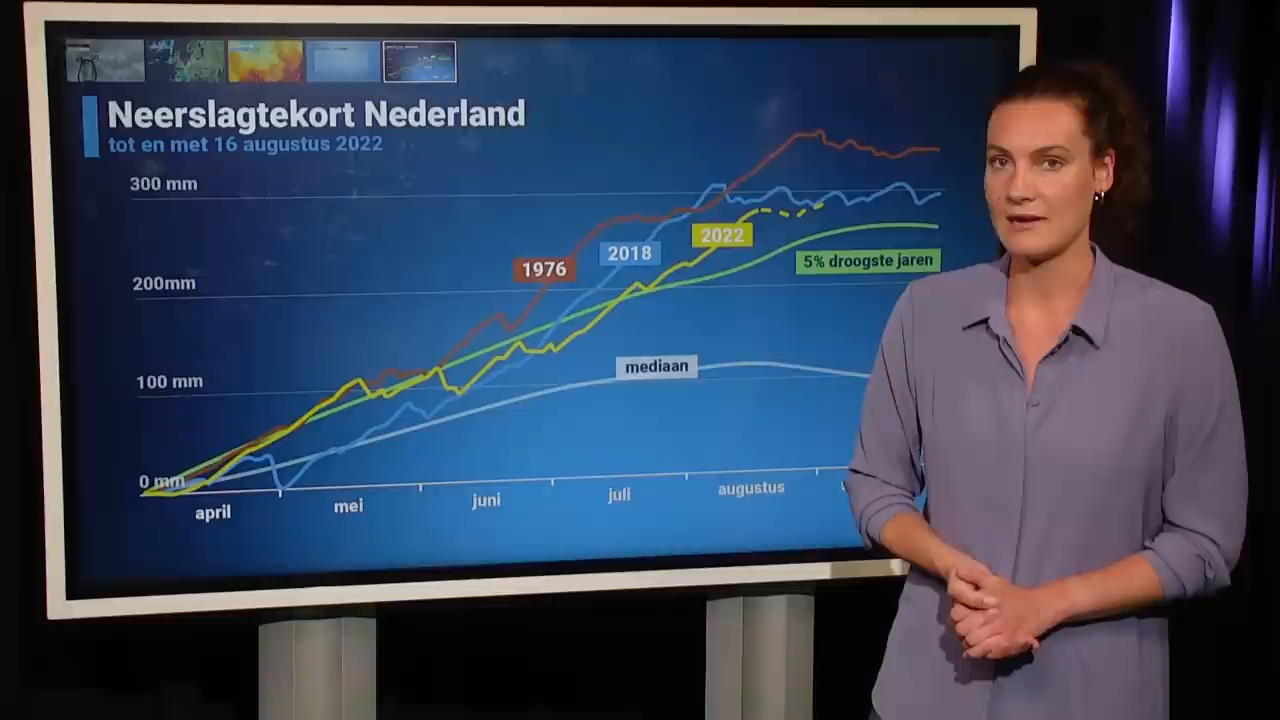 Neerslagtekort Nederland
tot en met 16 augustus 2022
300 mm
200mm
100 mm
0 mm
1976
2018
2022
5% droogste jaren
mediaan
april
mei
juni
juli
augustus